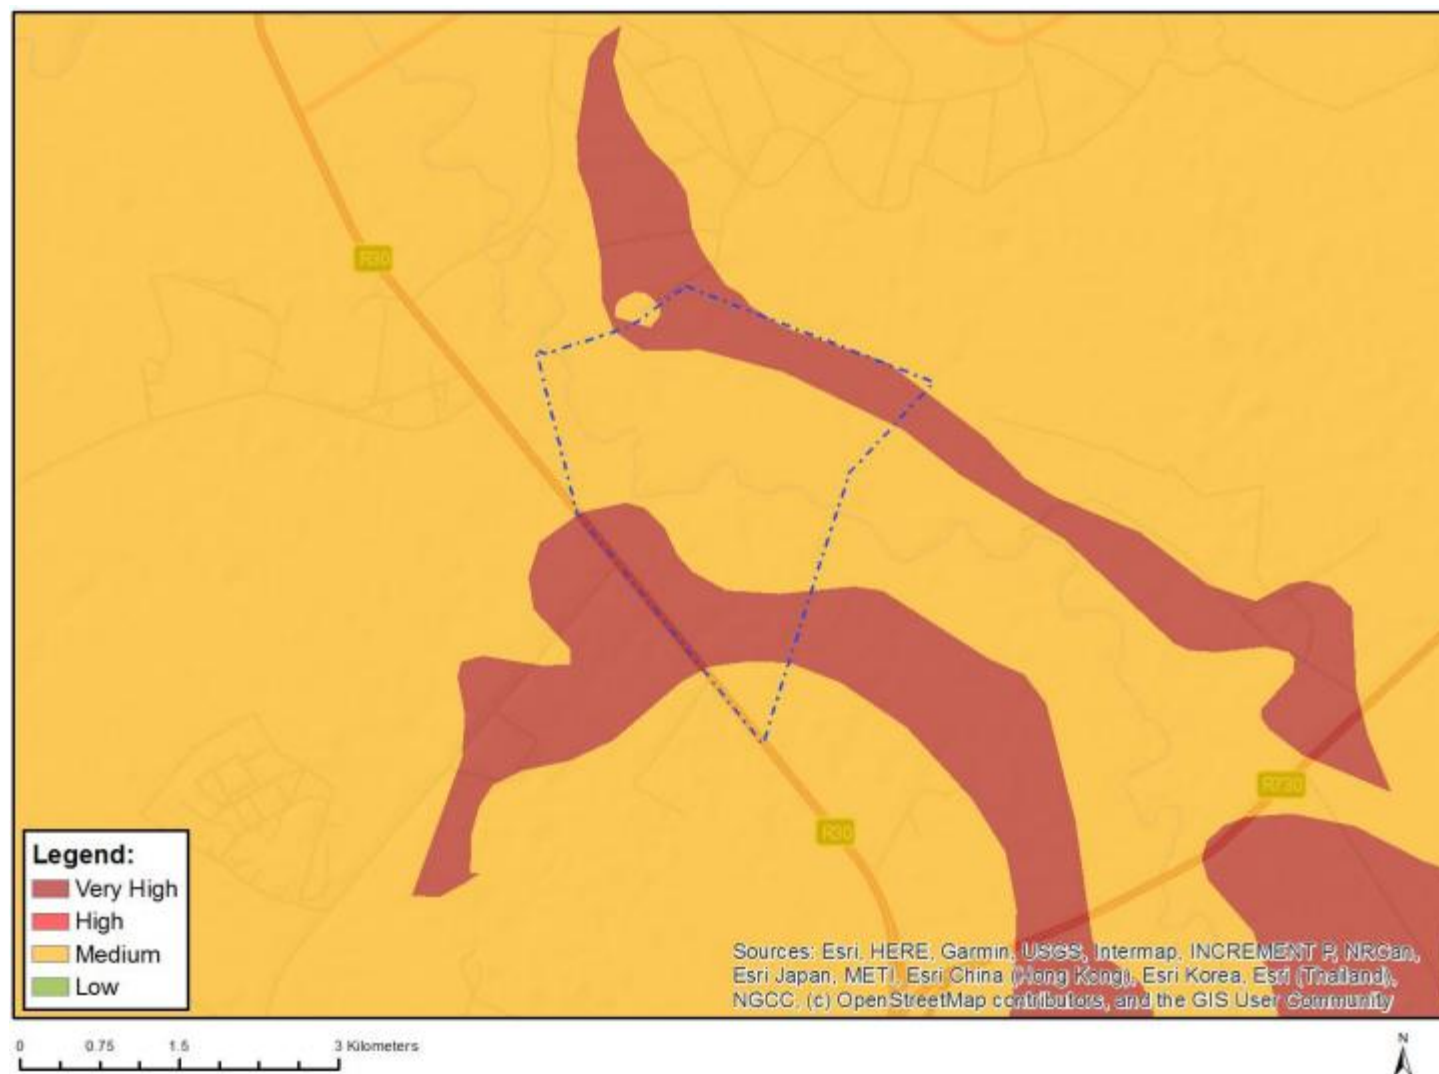 R30
R30
R730
Legend:
Very High
High
Medium
Low
Sources: Esri, HERE, Garmin, USGS, Intermap, INCREMENT P, NRCan,
Esri Japan, METI, Esri China (Hong Kong), Esri Korea, Esri (Thailand),
NGCC, (c) OpenStreetMap contributors, and the GIS User Community
0 0.75 1.5 3 Kilometers
N